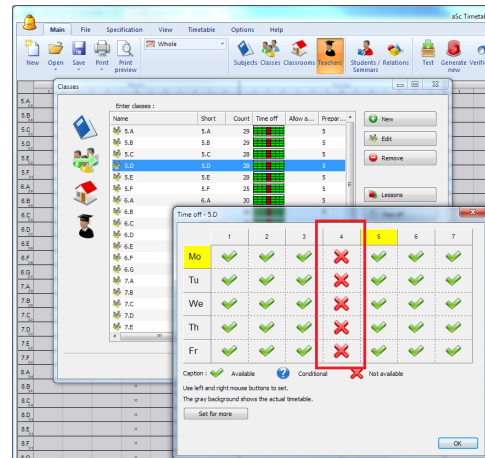 aSc Timetal
Main File Specification View Timetable Options Help
Whole
New Open Save Print Print preview Subjects Classes Classrooms Teachers Students / Seminars Relations Test Generate new Verifi
Classes
Enter classes :
Name Short Count Time off Allow a... Prepar...
5.A 5.A 29 5
5.B 5.B 29 5
5.C 5.C 28 5
5.D 5.D 28 5
5.E 5.E 28 5
5.F 5.F 25 5
6.A 6.A 30 5
6.B
6.C
6.D
6.E
6.F
6.G
7.A
7.B
7.C
7.D
7.E
New
Edit
Remove
Lessons
5.A
5.B
5.C
5.D
5.E
5.F
6.A
6.B
6.C
6.D
6.E
6.F
6.G
7.A
7.B
7.C
7.D
7.E
7.F
8.A
8.B
8.C
8.D
8.E
8.F
Time off - 5.D
1 2 3 4 5 6 7
Mo
Tu
We
Th
Fr
Caption : Available ? Conditional Not available
Use left and right mouse buttons to set.
The gray background shows the actual timetable.
Set for more
OK